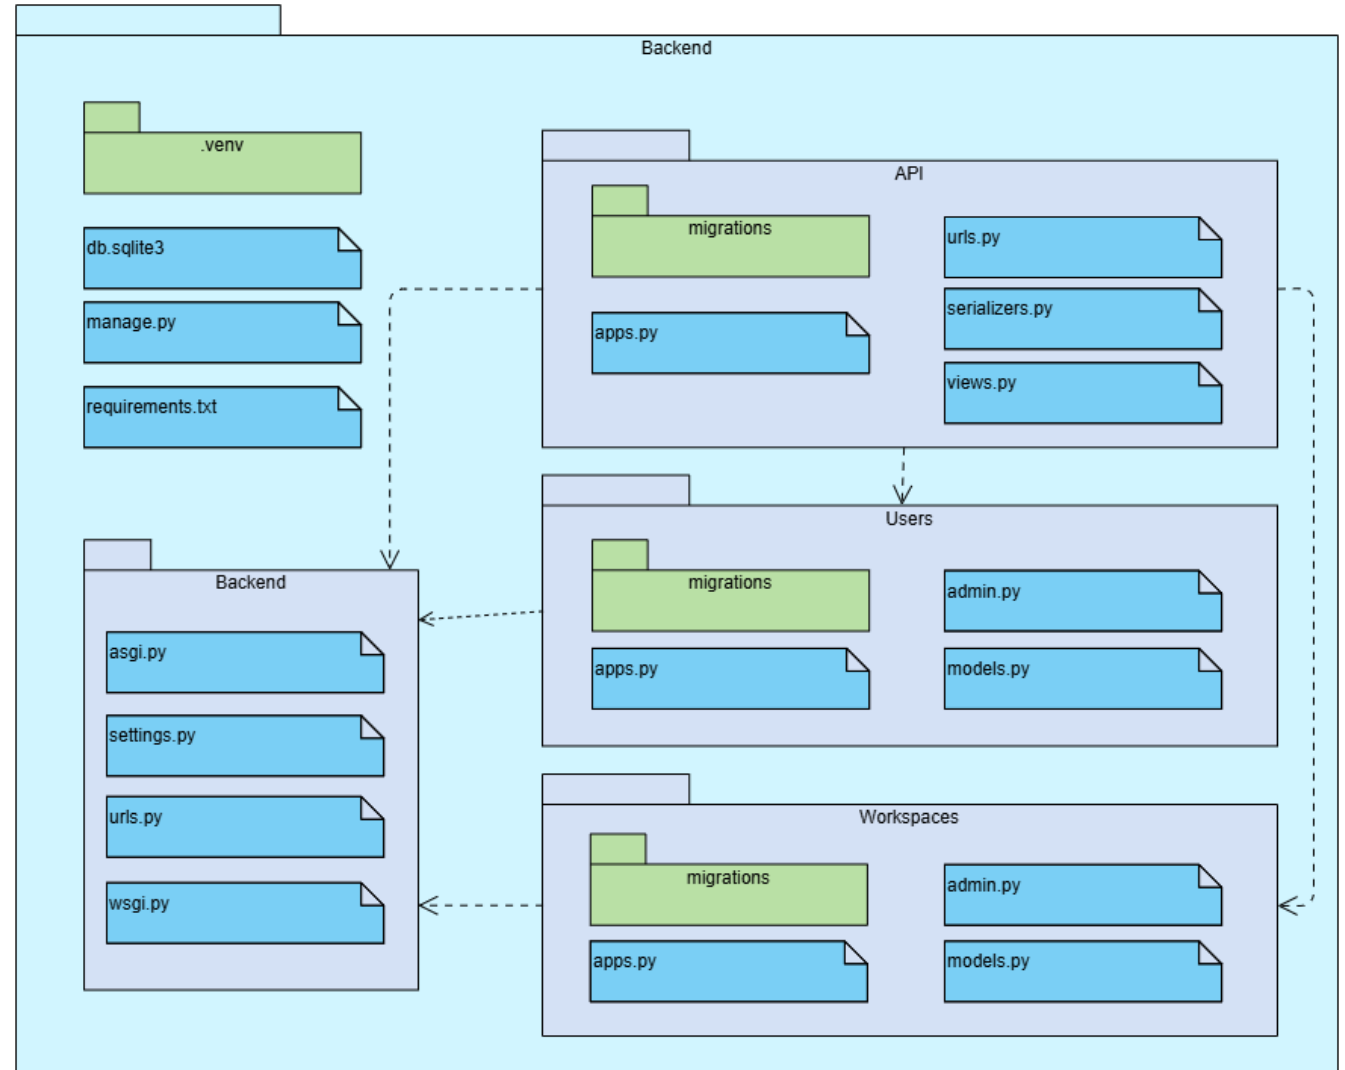 Backend
.venv
db.sqlite3
manage.py
requirements.txt
API
migrations
apps.py
urls.py
serializers.py
views.py
Users
migrations
apps.py
admin.py
models.py
Backend
asgi.py
settings.py
urls.py
wsgi.py
Workspaces
migrations
apps.py
admin.py
models.py